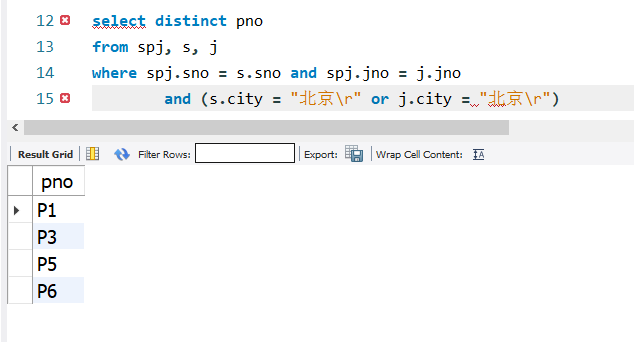 12 select distinct pno
13 from spj, s, j
14 where spj.sno = s.sno and spj.jno = j.jno
15 and (s.city = "北京\r" or j.city = "北京\r")
Result Grid Filter Rows: Export: Wrap Cell Content:
pno
P1
P3
P5
P6